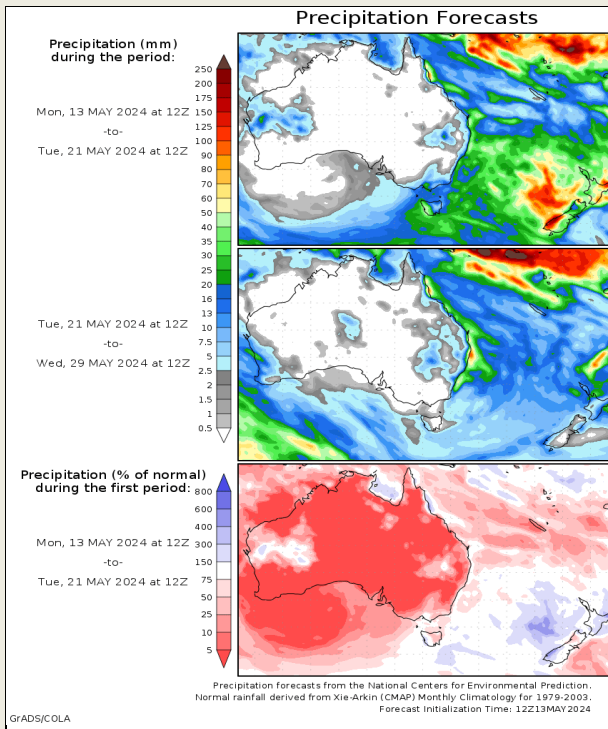 Precipitation Forecasts
Precipitation (mm)
during the period:
Mon, 13 MAY 2024 at 12Z
-to-
Tue, 21 MAY 2024 at 12Z
250
200
175
150
125
100
90
80
70
60
50
40
35
30
25
20
16
13
10
7.5
5
2.5
2
1.5
1
0.5
Tue, 21 MAY 2024 at 12Z
-to-
Wed, 29 MAY 2024 at 12Z
Precipitation (% of normal)
during the first period:
Mon, 13 MAY 2024 at 12Z
-to-
Tue, 21 MAY 2024 at 12Z
800
600
400
300
150
75
50
25
10
5
Precipitation forecasts from the National Centers for Environmental Prediction.
Normal rainfall derived from Xie-Arkin (CMAP) Monthly Climatology for 1979-2003.
Forecast Initialization Time: 12Z13MAY2024
GrADS/COLA